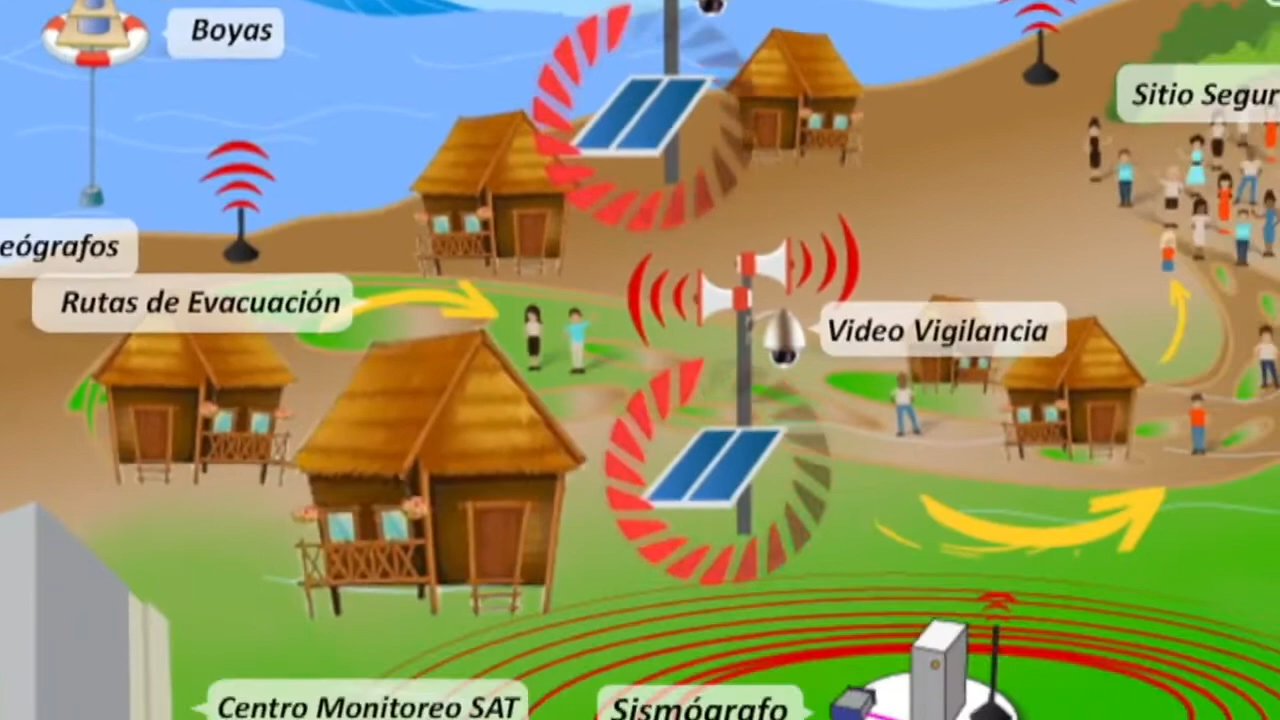 Boyas
Sitio Segur
eógrafos
Rutas de Evacuación
Video Vigilancia
Centro Monitoreo SAT
Sismógrafo